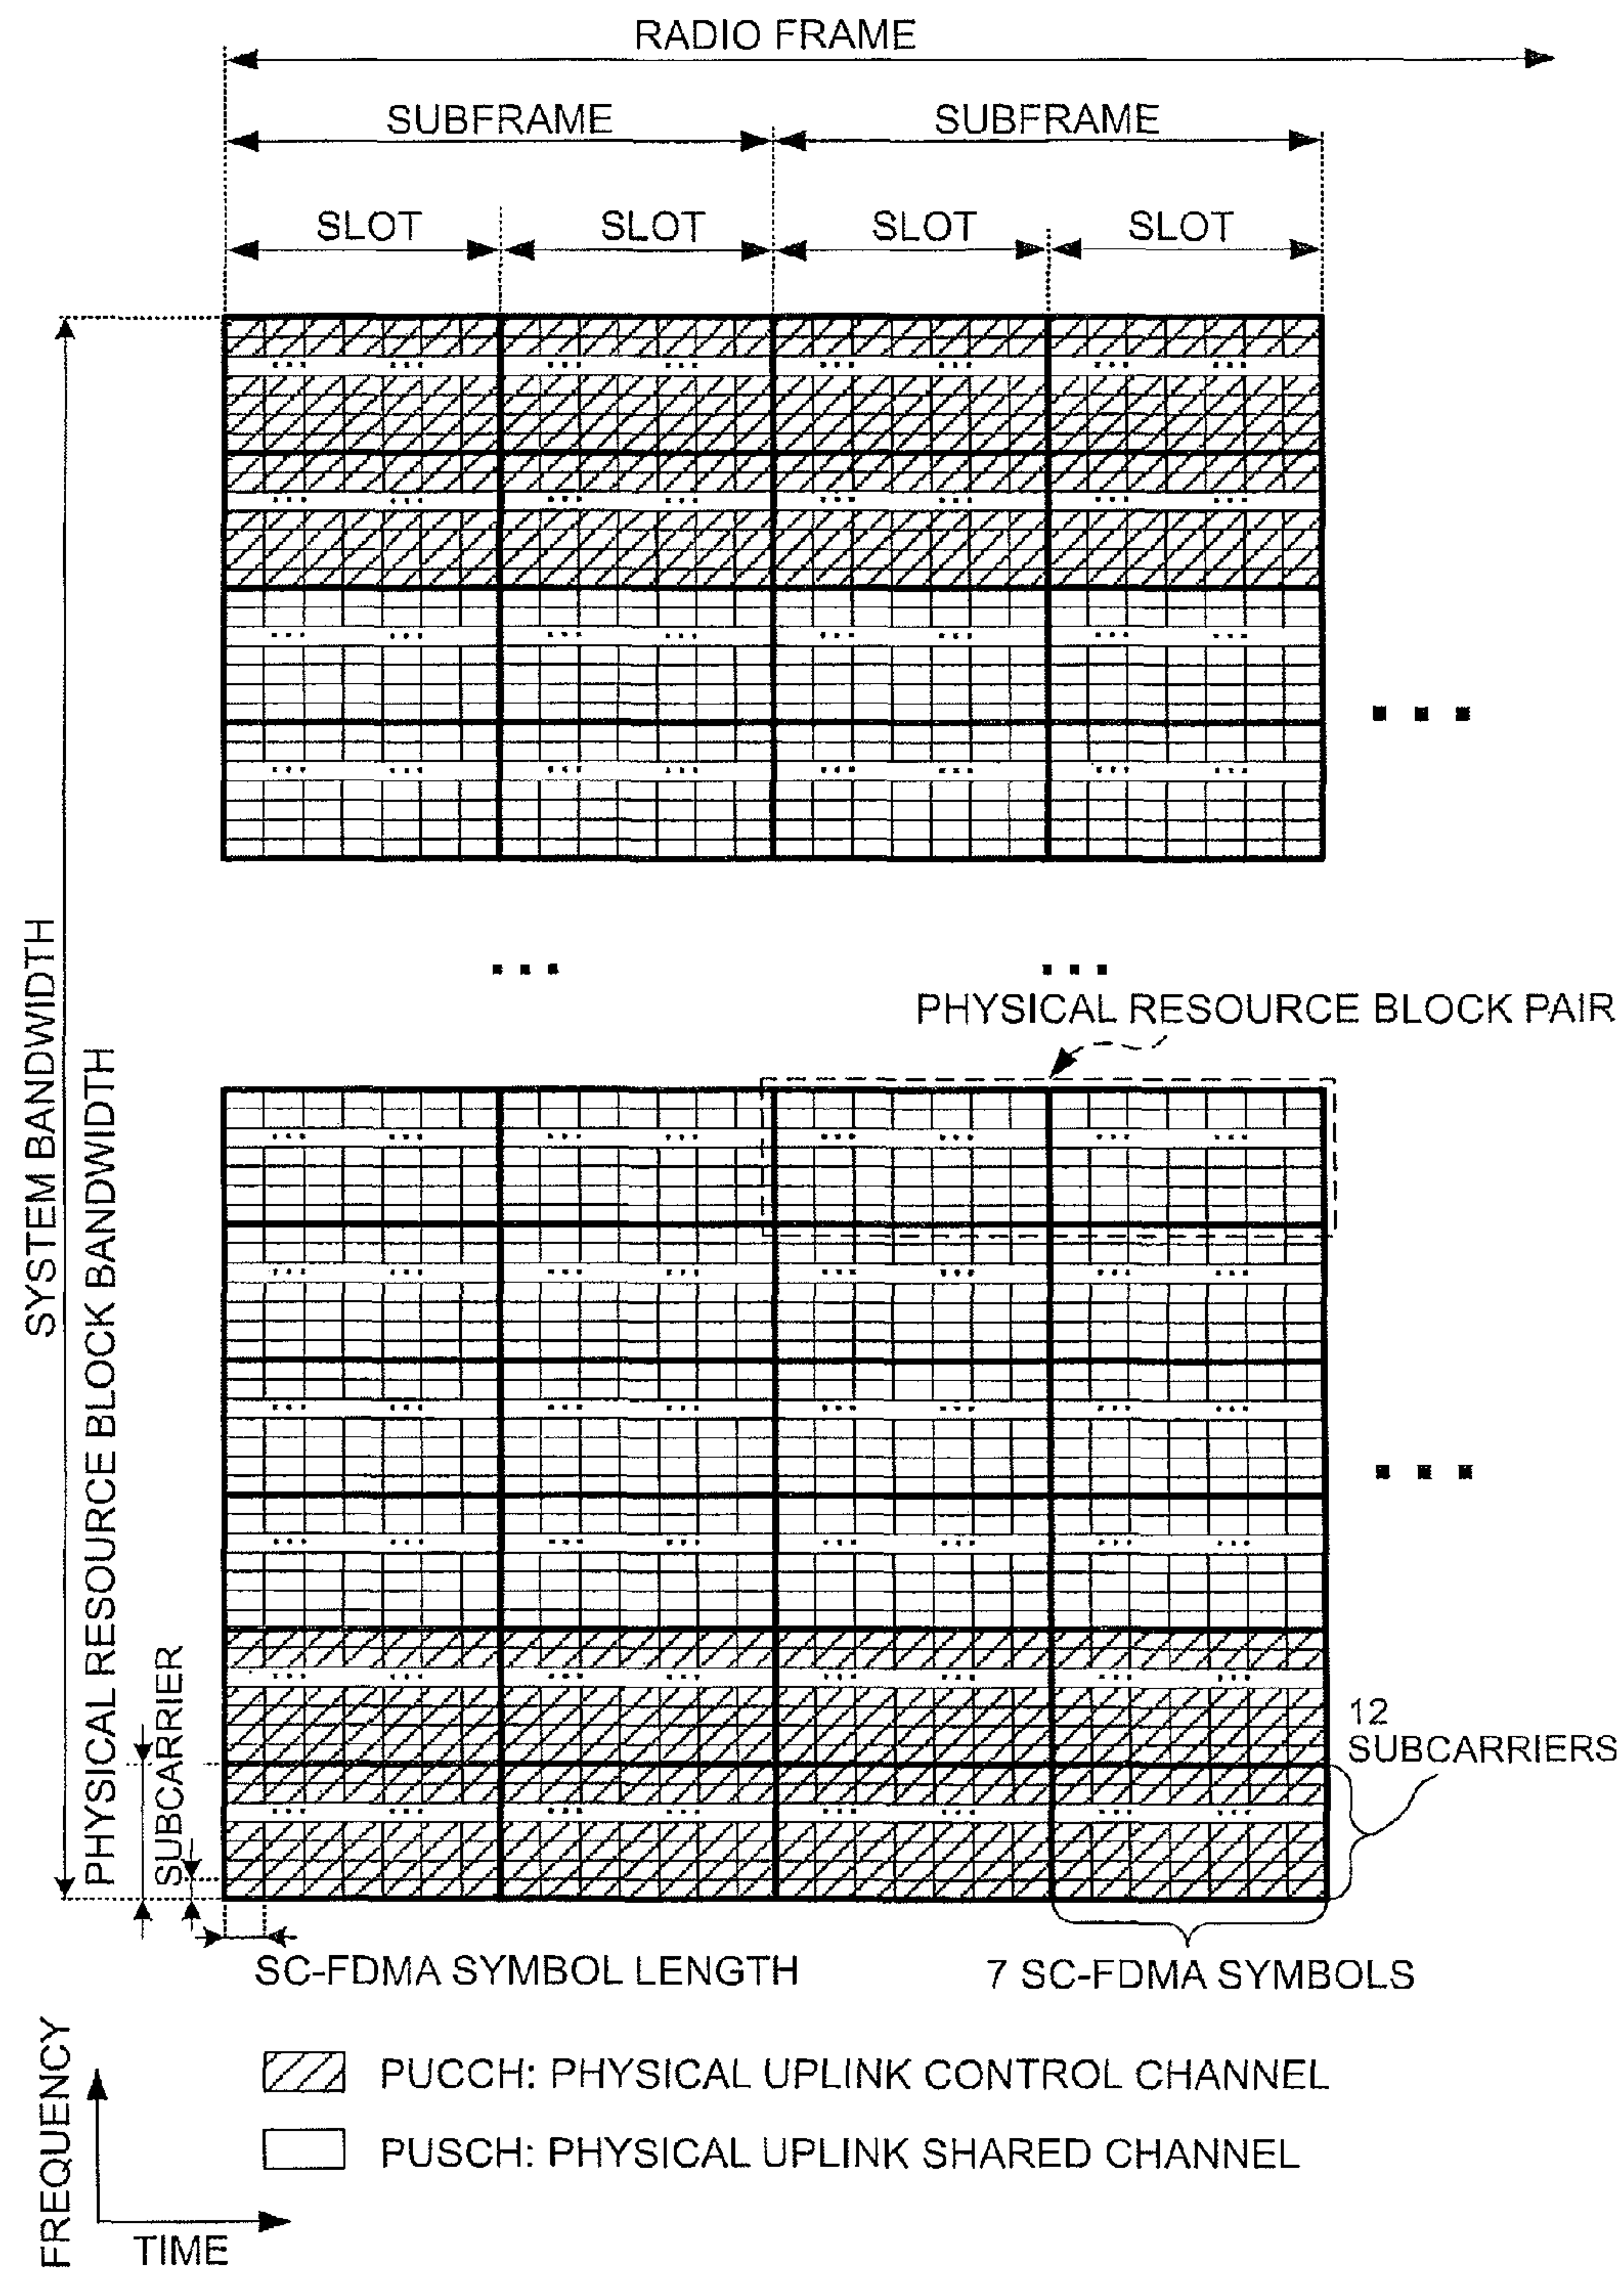 RADIO FRAME
SUBFRAME
SUBFRAME
SLOT
SLOT
SLOT
SLOT
SYSTEM BANDWIDTH
PHYSICAL RESOURCE BLOCK BANDWIDTH
SUBCARRIER
PHYSICAL RESOURCE BLOCK PAIR
12
SUBCARRIERS
SC-FDMA SYMBOL LENGTH
7 SC-FDMA SYMBOLS
PUCCH: PHYSICAL UPLINK CONTROL CHANNEL
PUSCH: PHYSICAL UPLINK SHARED CHANNEL
FREQUENCY
TIME